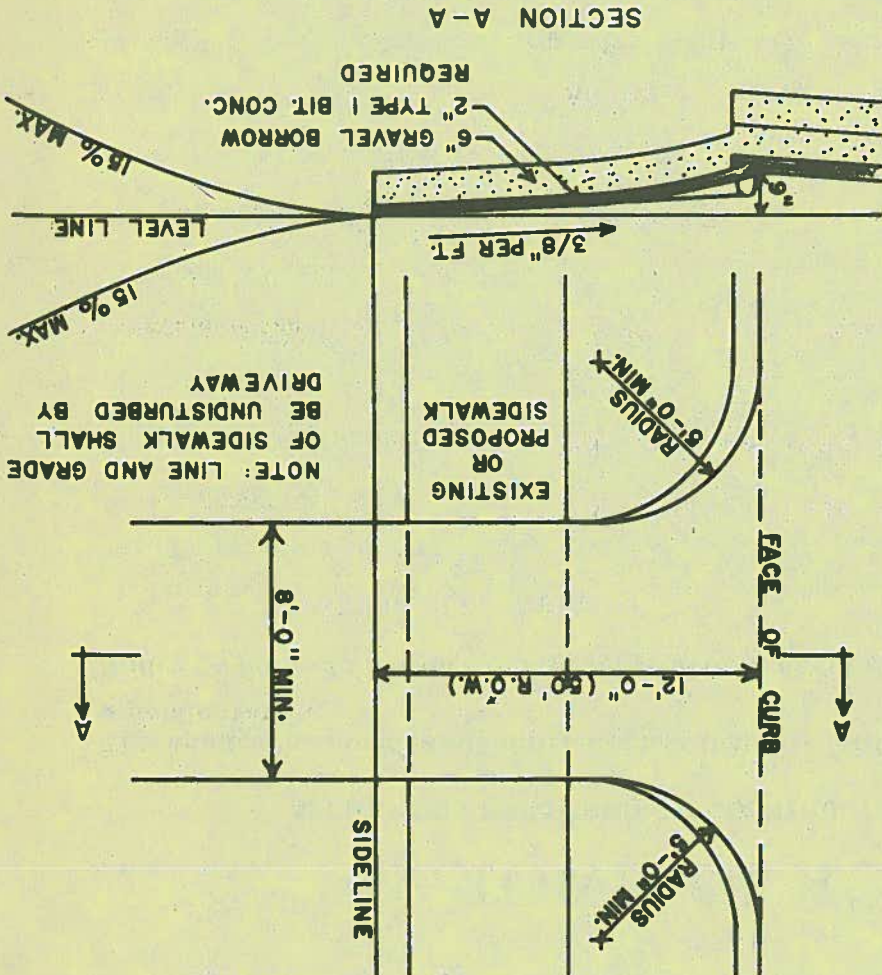 RADIUS
5'-0" MIN.
SIDELINE
A
A
12'-0" (50' R.O.W.)
8'-0" MIN.
FACE OF CURB
RADIUS
5'-0" MIN.
EXISTING
OR
PROPOSED
SIDEWALK
NOTE: LINE AND GRADE
OF SIDEWALK SHALL
BE UNDISTURBED BY
DRIVEWAY
15% MAX.
3/8" PER FT.
LEVEL LINE
15% MAX.
6" GRAVEL BORROW
2" TYPE I BIT. CONC.
REQUIRED
SECTION A-A